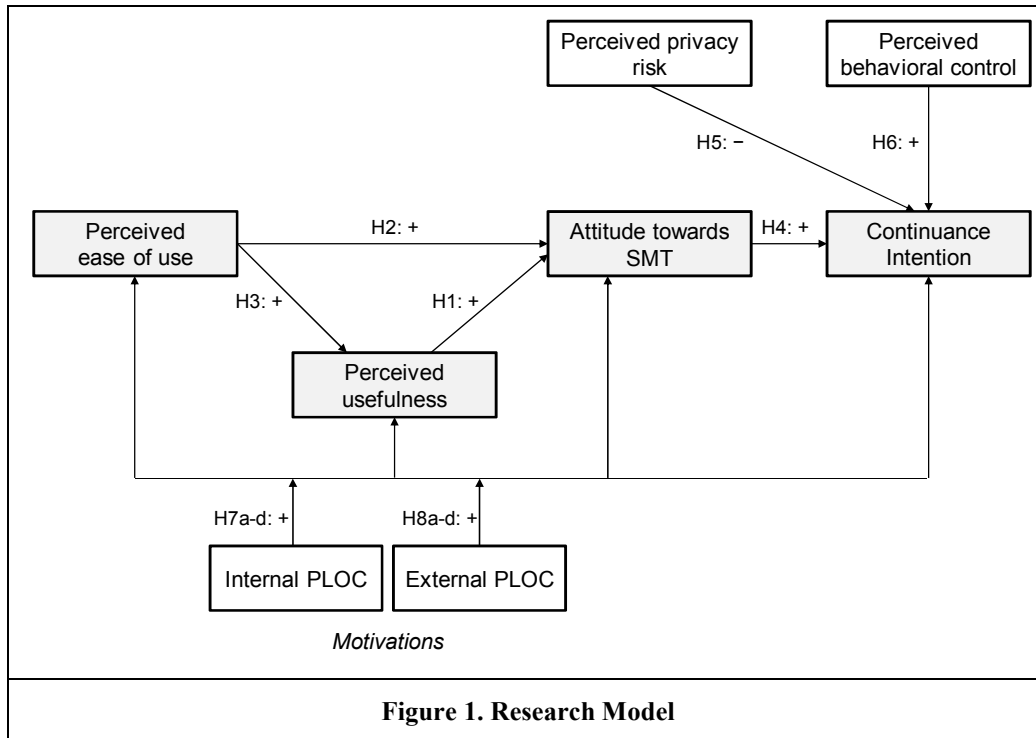 Perceived privacy
risk
Perceived
behavioral control
H5: −
H6: +
Perceived
ease of use
H2: +
Attitude towards
SMT
H4: +
Continuance
Intention
H3: +
H1: +
Perceived
usefulness
H7a-d: +
H8a-d: +
Internal PLOC
External PLOC
Motivations
Figure 1. Research Model